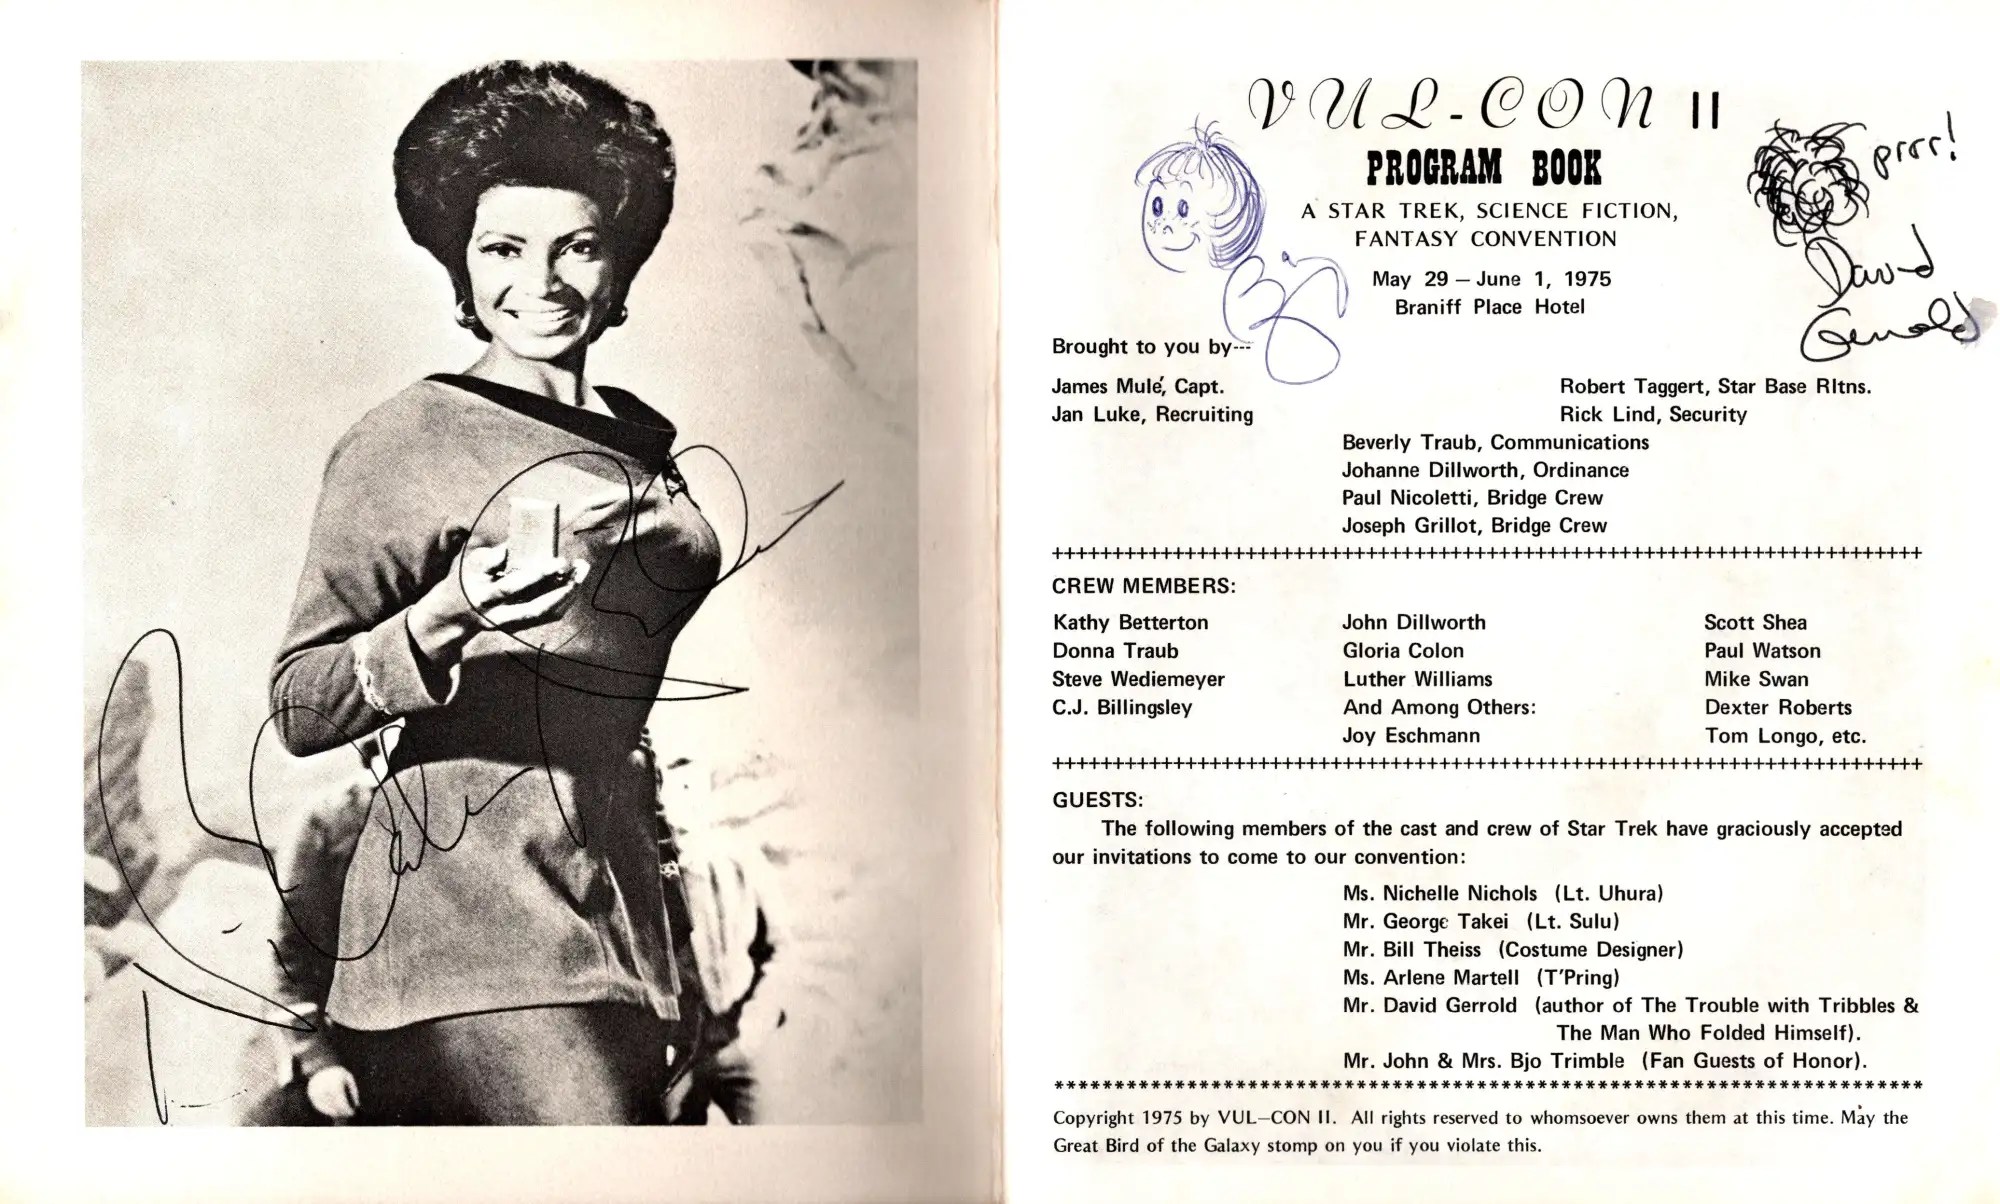 VUL-CON II
PROGRAM BOOK
A STAR TREK, SCIENCE FICTION,
FANTASY CONVENTION
May 29 – June 1, 1975
Braniff Place Hotel
prrr!
David
Gerrold
Bjo
Brought to you by---
James Mulé, Capt.
Robert Taggert, Star Base Rltns.
Jan Luke, Recruiting
Rick Lind, Security
Beverly Traub, Communications
Johanne Dillworth, Ordinance
Paul Nicoletti, Bridge Crew
Joseph Grillot, Bridge Crew
++++++++++++++++++++++++++++++++++++++++++++++++++++++++++++++++++++++++
CREW MEMBERS:
Kathy Betterton John Dillworth Scott Shea
Donna Traub Gloria Colon Paul Watson
Steve Wediemeyer Luther Williams Mike Swan
C.J. Billingsley And Among Others: Dexter Roberts
Joy Eschmann Tom Longo, etc.
++++++++++++++++++++++++++++++++++++++++++++++++++++++++++++++++++++++++
GUESTS:
The following members of the cast and crew of Star Trek have graciously accepted
our invitations to come to our convention:
Ms. Nichelle Nichols (Lt. Uhura)
Mr. George Takei (Lt. Sulu)
Mr. Bill Theiss (Costume Designer)
Ms. Arlene Martell (T'Pring)
Mr. David Gerrold (author of The Trouble with Tribbles &
The Man Who Folded Himself).
Mr. John & Mrs. Bjo Trimble (Fan Guests of Honor).
************************************************************************
Copyright 1975 by VUL–CON II. All rights reserved to whomsoever owns them at this time. May the
Great Bird of the Galaxy stomp on you if you violate this.